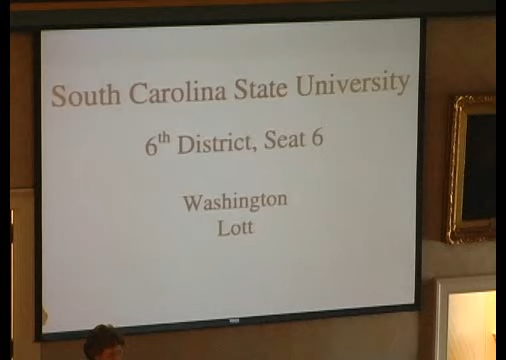 South Carolina State University
6th District, Seat 6
Washington
Lott